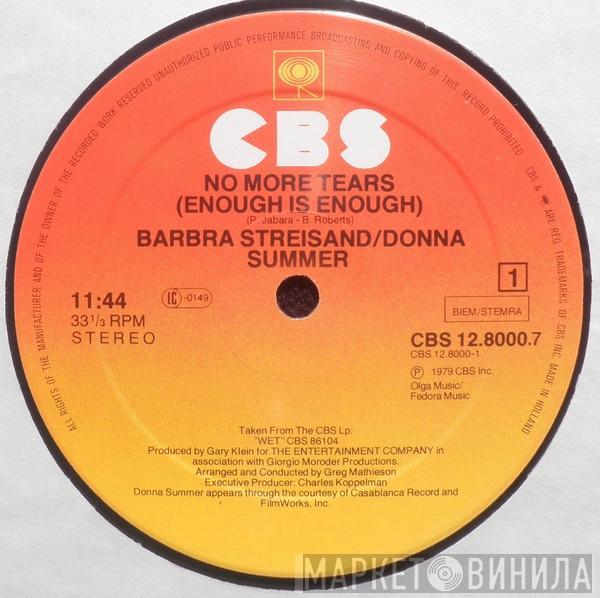 ALL RIGHTS OF THE MANUFACTURER AND OF THE OWNER OF THE RECORDED WORK RESERVED UNAUTHORIZED PUBLIC PERFORMANCE BROADCASTING AND COPYING OF THIS RECORD PROHIBITED CBS & ARE REG. TRADEMARKS OF CBS INC. MADE IN HOLLAND
CBS
NO MORE TEARS
(ENOUGH IS ENOUGH)
(P. Jabara - B. Roberts)
BARBRA STREISAND/DONNA
SUMMER
11:44
33 1/3 RPM
STEREO
LC -0149
1
BIEM/STEMRA
CBS 12.8000.7
CBS 12.8000-1
℗ 1979 CBS Inc.
Olga Music/
Fedora Music
Taken From The CBS Lp:
"WET" CBS 86104
Produced by Gary Klein for THE ENTERTAINMENT COMPANY in
association with Giorgio Moroder Productions.
Arranged and Conducted by Greg Mathieson
Executive Producer: Charles Koppelman
Donna Summer appears through the courtesy of Casablanca Record and
FilmWorks, Inc.
МАРКЕТ ВИНИЛА